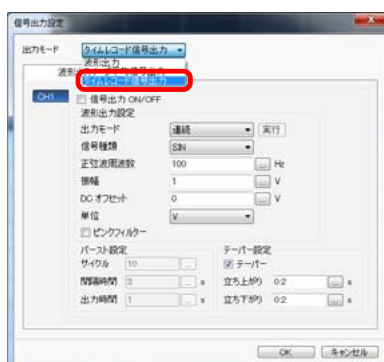 信号出力設定
出力モード タイムレコード信号出力
波形出力
タイムレコード信号出力
CH1 信号出力 ON/OFF
波形出力設定
出力モード 連続 実行
信号種類 SIN
正弦波周波数 100 ... Hz
振幅 1 ... V
DC オフセット 0 ... V
単位 V
ピンクフィルター
バースト設定
サイクル 10 ...
間隔時間 3 ... s
出力時間 1 ... s
テーパー設定
テーパー
立ち上がり 0.2 ... s
立ち下がり 0.2 ... s
OK キャンセル